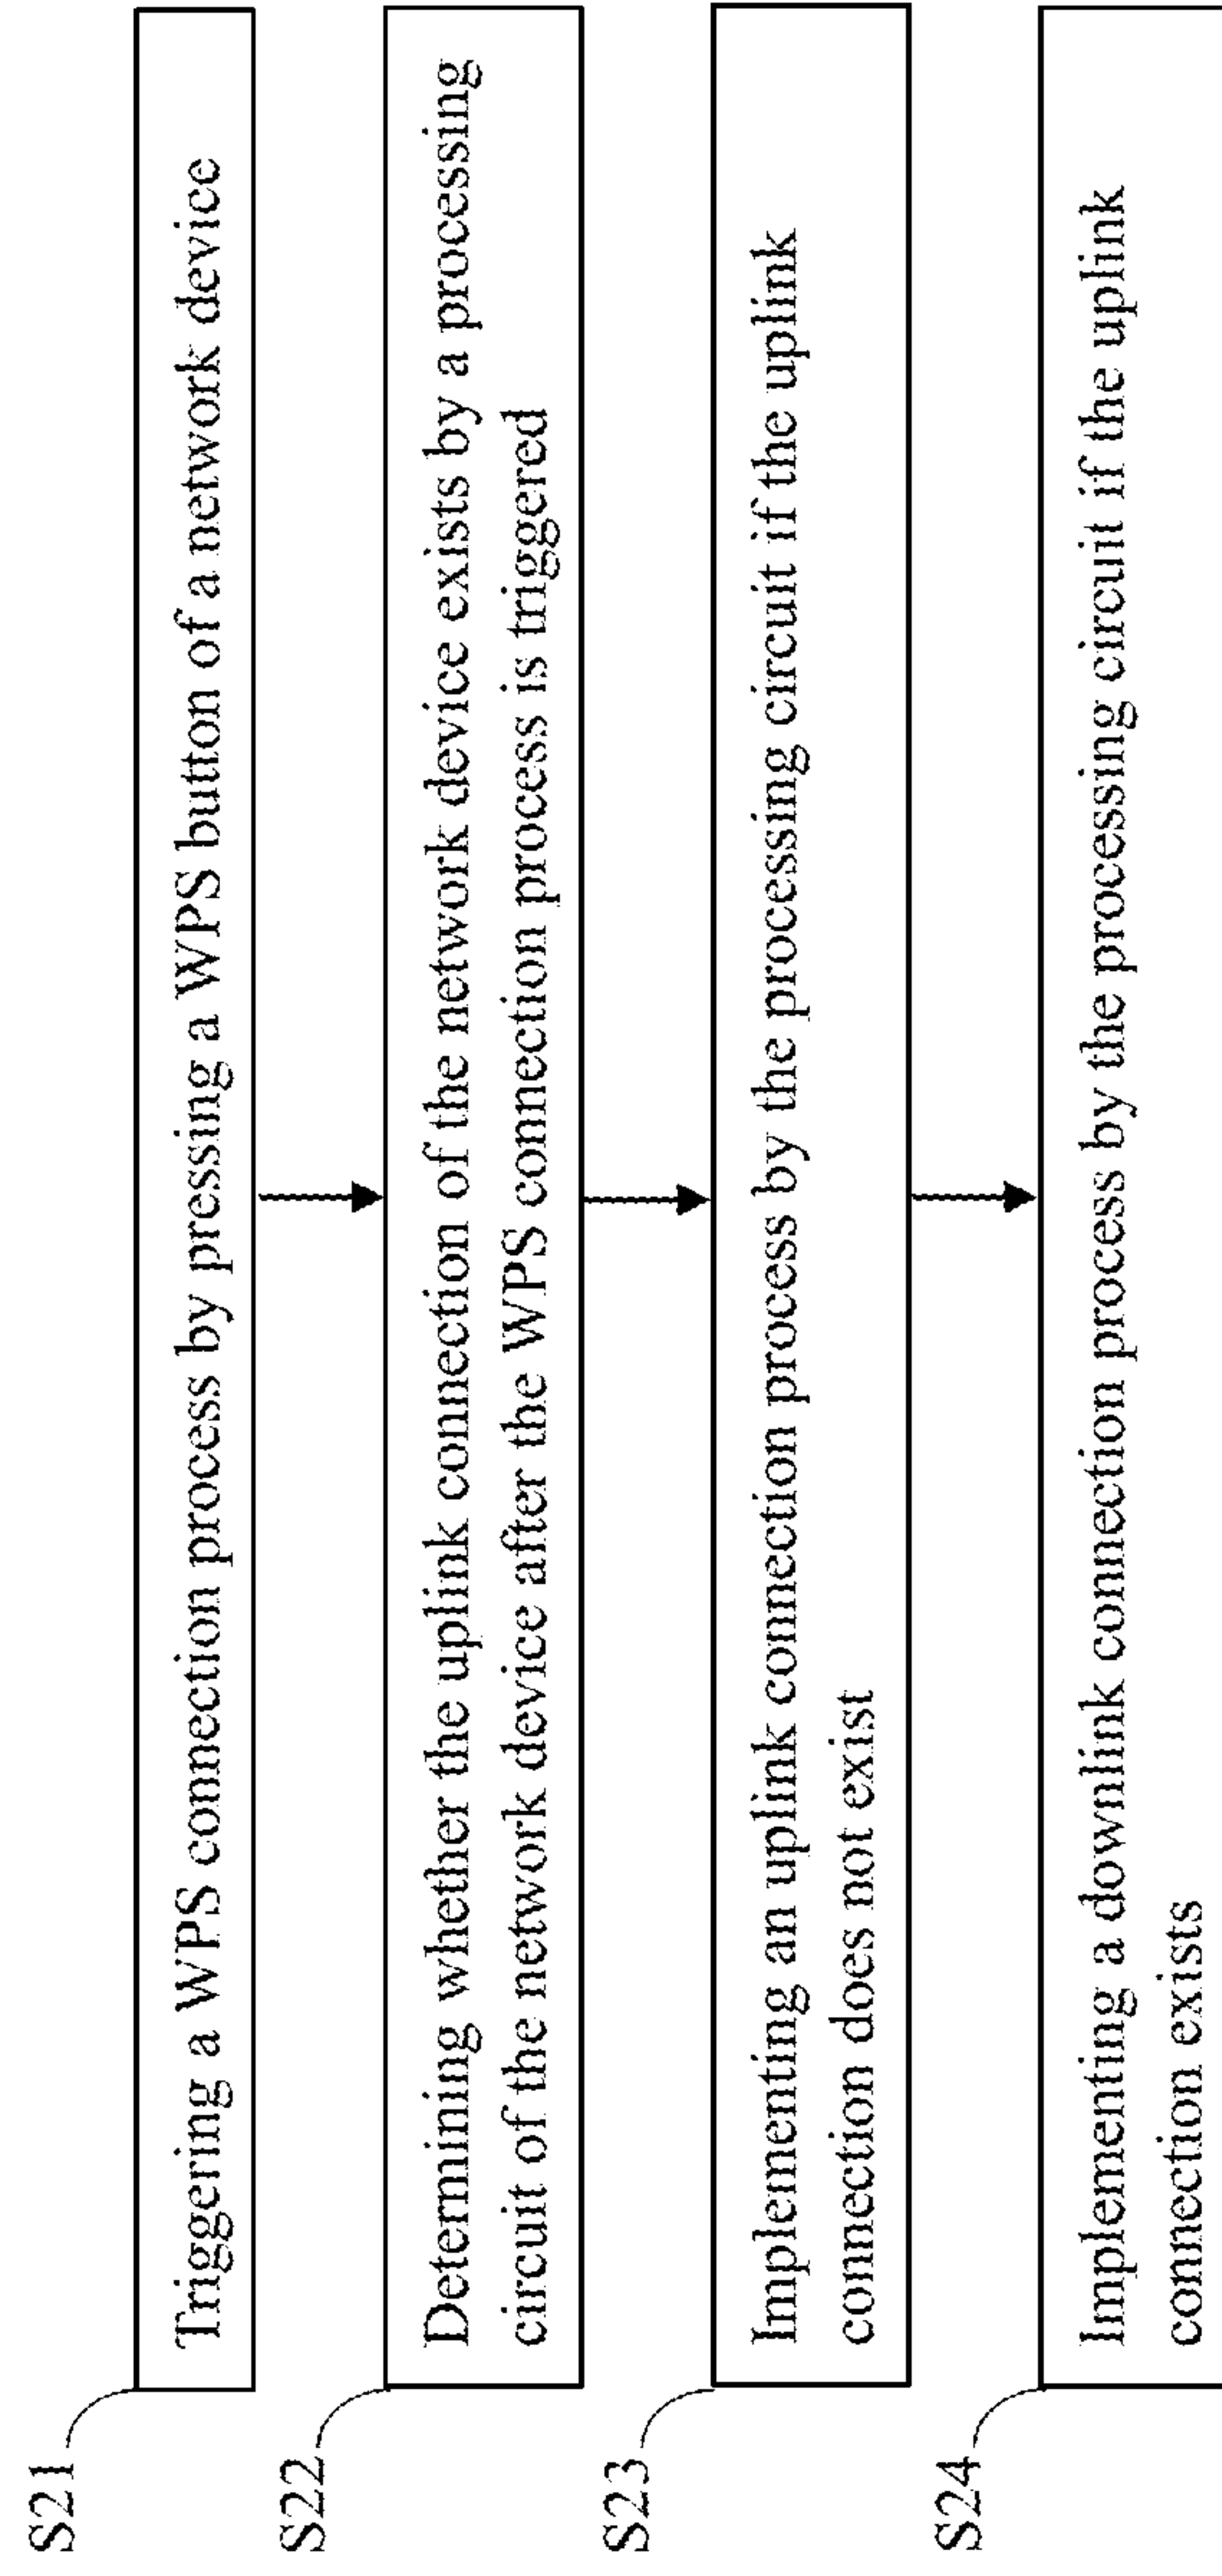 S21
Triggering a WPS connection process by pressing a WPS button of a network device
S22
Determining whether the uplink connection of the network device exists by a processing
circuit of the network device after the WPS connection process is triggered
S23
Implementing an uplink connection process by the processing circuit if the uplink
connection does not exist
S24
Implementing a downlink connection process by the processing circuit if the uplink
connection exists